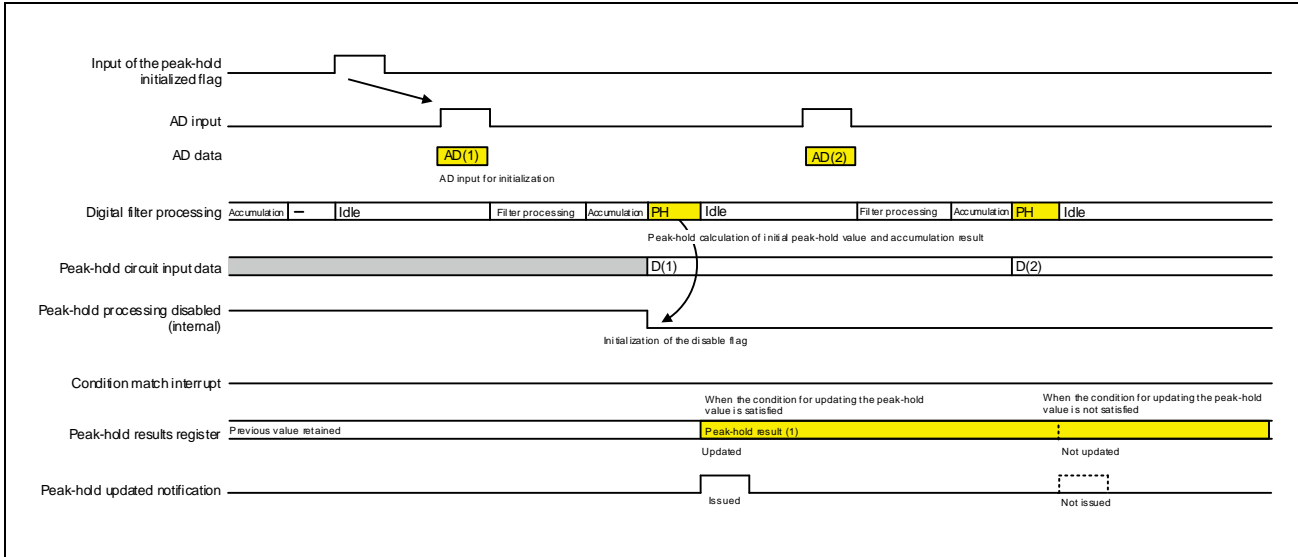 Input of the peak-hold
initialized flag
AD input
AD data
AD(1)
AD(2)
AD input for initialization
Digital filter processing
Accumulation
–
Idle
Filter processing
Accumulation
PH
Idle
Filter processing
Accumulation
PH
Idle
Peak-hold calculation of initial peak-hold value and accumulation result
Peak-hold circuit input data
D(1)
D(2)
Peak-hold processing disabled
(internal)
Initialization of the disable flag
Condition match interrupt
When the condition for updating the peak-hold
value is satisfied
When the condition for updating the peak-hold
value is not satisfied
Peak-hold results register
Previous value retained
Peak-hold result (1)
Updated
Not updated
Peak-hold updated notification
Issued
Not issued